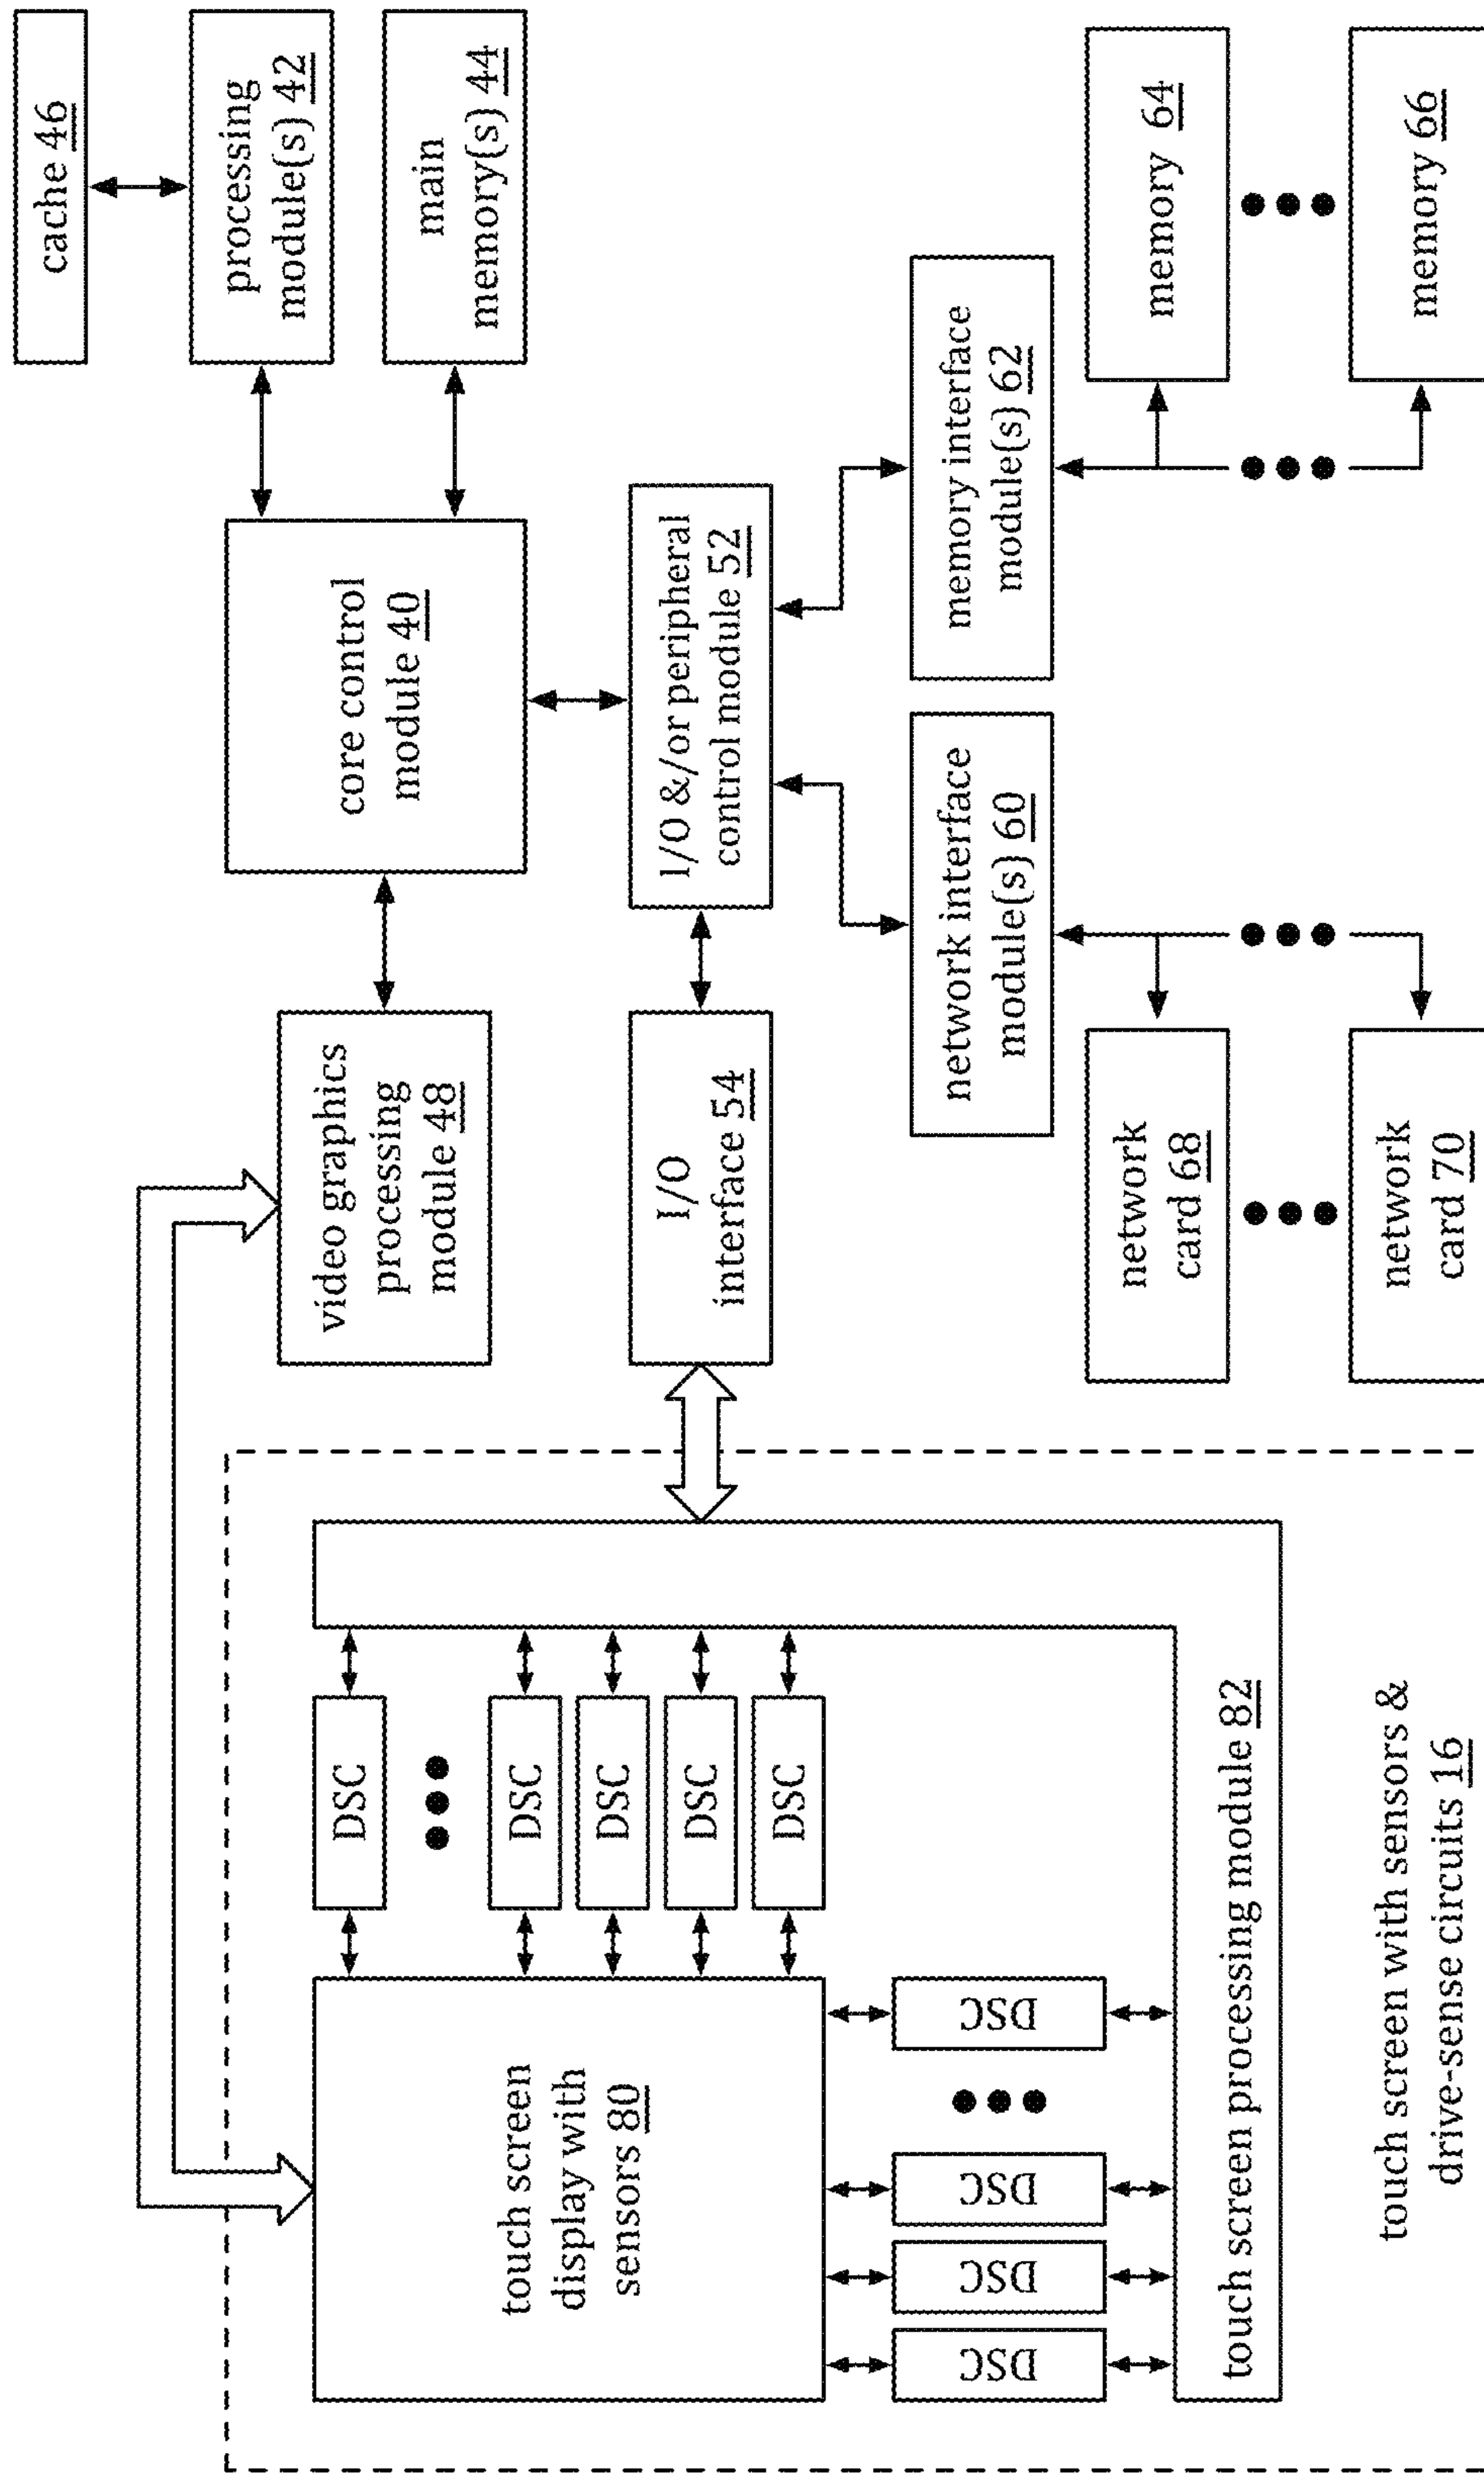 cache 46
processing
module(s) 42
main
memory(s) 44
core control
module 40
video graphics
processing
module 48
I/O &/or peripheral
control module 52
I/O
interface 54
memory interface
module(s) 62
network interface
module(s) 60
memory 64
memory 66
network
card 68
network
card 70
touch screen
display with
sensors 80
DSC
DSC
DSC
DSC
DSC
DSC
DSC
DSC
DSC
touch screen processing module 82
touch screen with sensors &
drive-sense circuits 16